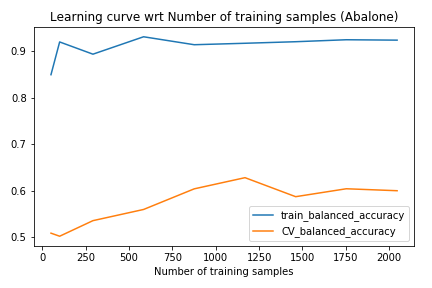 Learning curve wrt Number of training samples (Abalone)
0.9
0.8
0.7
0.6
0.5
train_balanced_accuracy
CV_balanced_accuracy
0 250 500 750 1000 1250 1500 1750 2000
Number of training samples